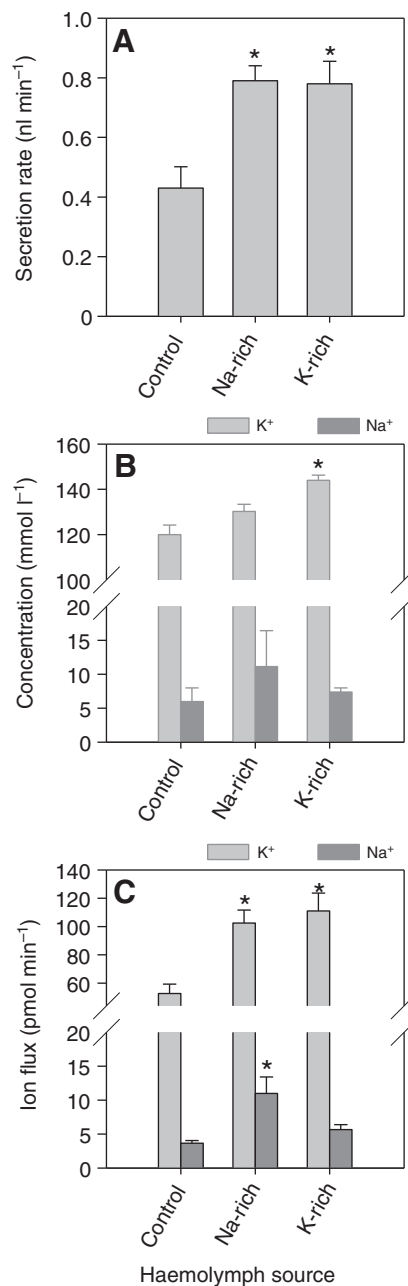 A
Secretion rate (nl min⁻¹)
1.0
0.8
0.6
0.4
0.2
0
*
*
Control
Na-rich
K-rich
K⁺
Na⁺
B
Concentration (mmol l⁻¹)
160
140
120
100
20
15
10
5
0
*
Control
Na-rich
K-rich
K⁺
Na⁺
C
Ion flux (pmol min⁻¹)
140
120
100
80
60
20
15
10
5
0
*
*
*
Control
Na-rich
K-rich
Haemolymph source